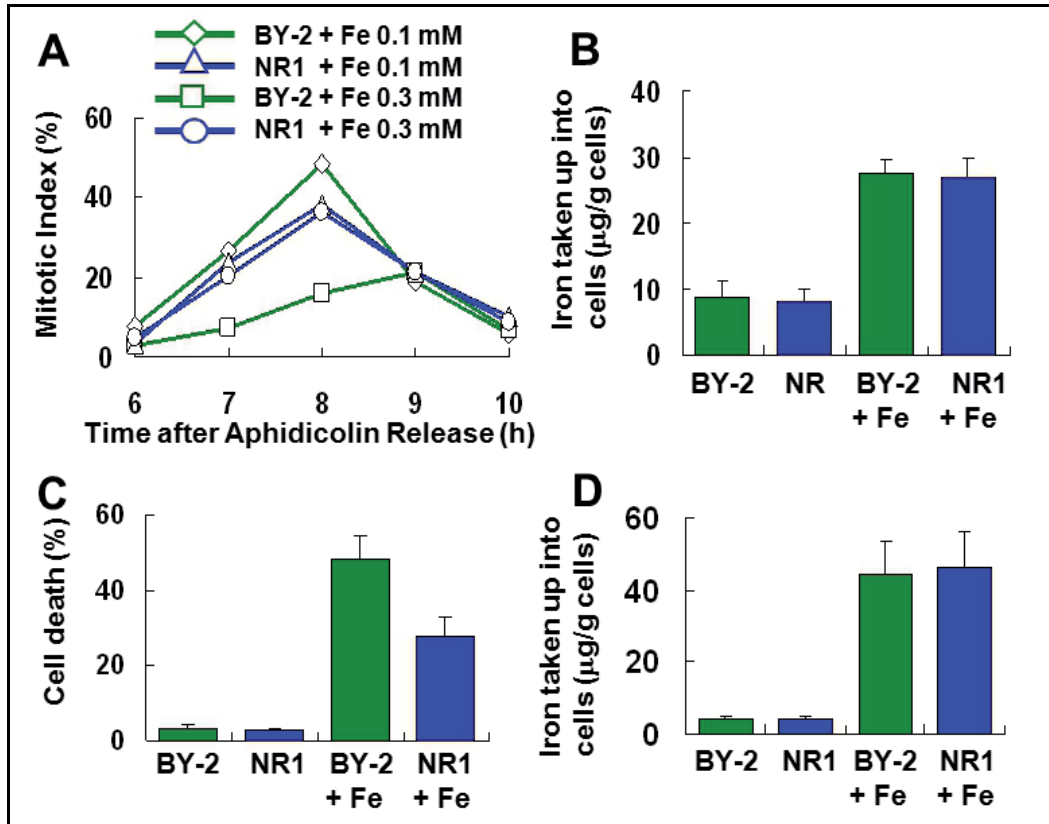 A
BY-2 + Fe 0.1 mM
NR1 + Fe 0.1 mM
BY-2 + Fe 0.3 mM
NR1 + Fe 0.3 mM
Mitotic Index (%)
60
40
20
0
6 7 8 9 10
Time after Aphidicolin Release (h)
B
Iron taken up into
cells (µg/g cells)
40
30
20
10
0
BY-2 NR BY-2 NR1
+ Fe + Fe
C
Cell death (%)
60
40
20
0
BY-2 NR1 BY-2 NR1
+ Fe + Fe
D
Iron taken up into
cells (µg/g cells)
60
40
20
0
BY-2 NR1 BY-2 NR1
+ Fe + Fe